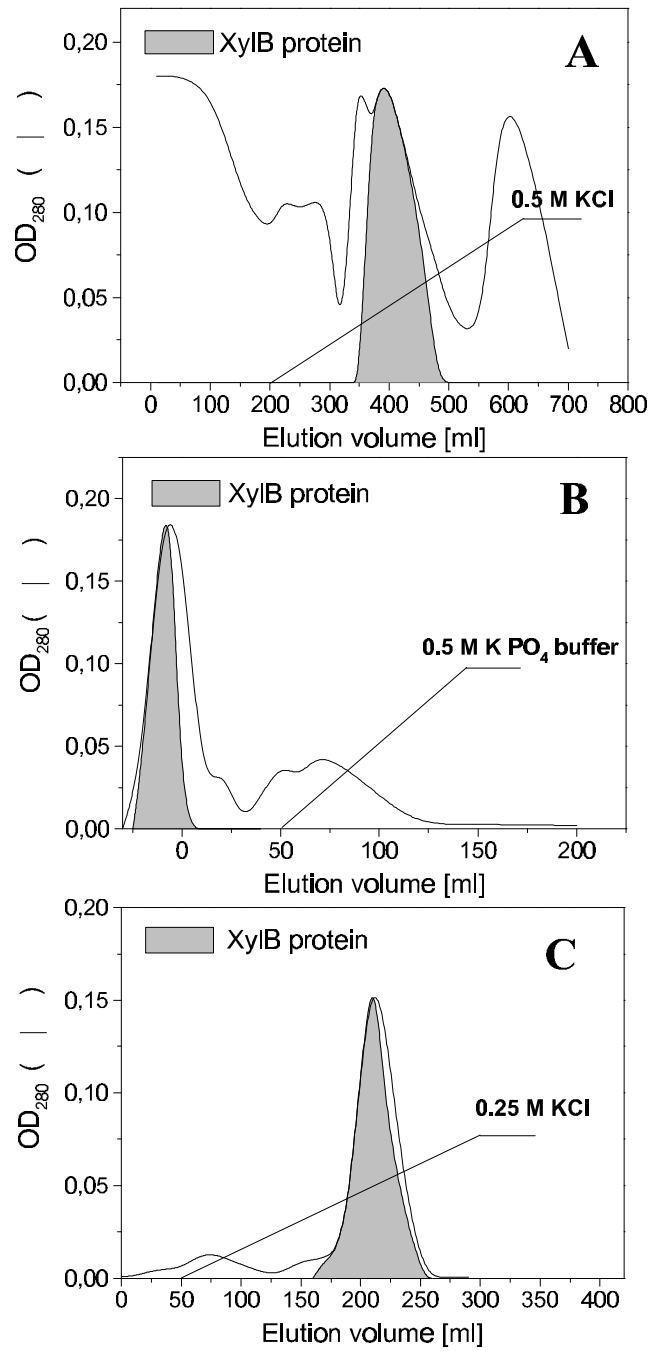 XylB protein
A
OD280 ( | )
0,20
0,15
0,10
0,05
0,00
0.5 M KCl
0 100 200 300 400 500 600 700 800
Elution volume [ml]
XylB protein
B
OD280 ( | )
0,20
0,15
0,10
0,05
0,00
0.5 M K PO4 buffer
0 50 100 150 200
Elution volume [ml]
XylB protein
C
OD280 ( | )
0,20
0,15
0,10
0,05
0,00
0.25 M KCl
0 50 100 150 200 250 300 350 400
Elution volume [ml]